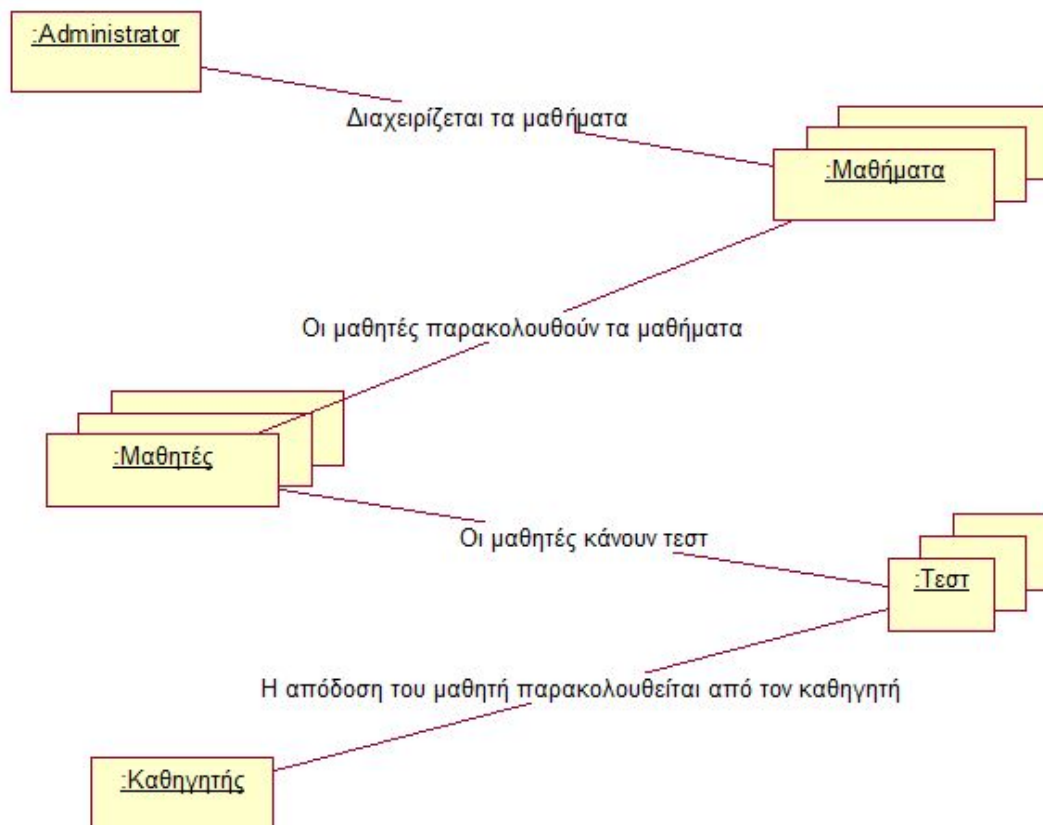 :Administrator
Διαχειρίζεται τα μαθήματα
:Μαθήματα
Οι μαθητές παρακολουθούν τα μαθήματα
:Μαθητές
Οι μαθητές κάνουν τεστ
:Τεστ
Η απόδοση του μαθητή παρακολουθείται από τον καθηγητή
:Καθηγητής